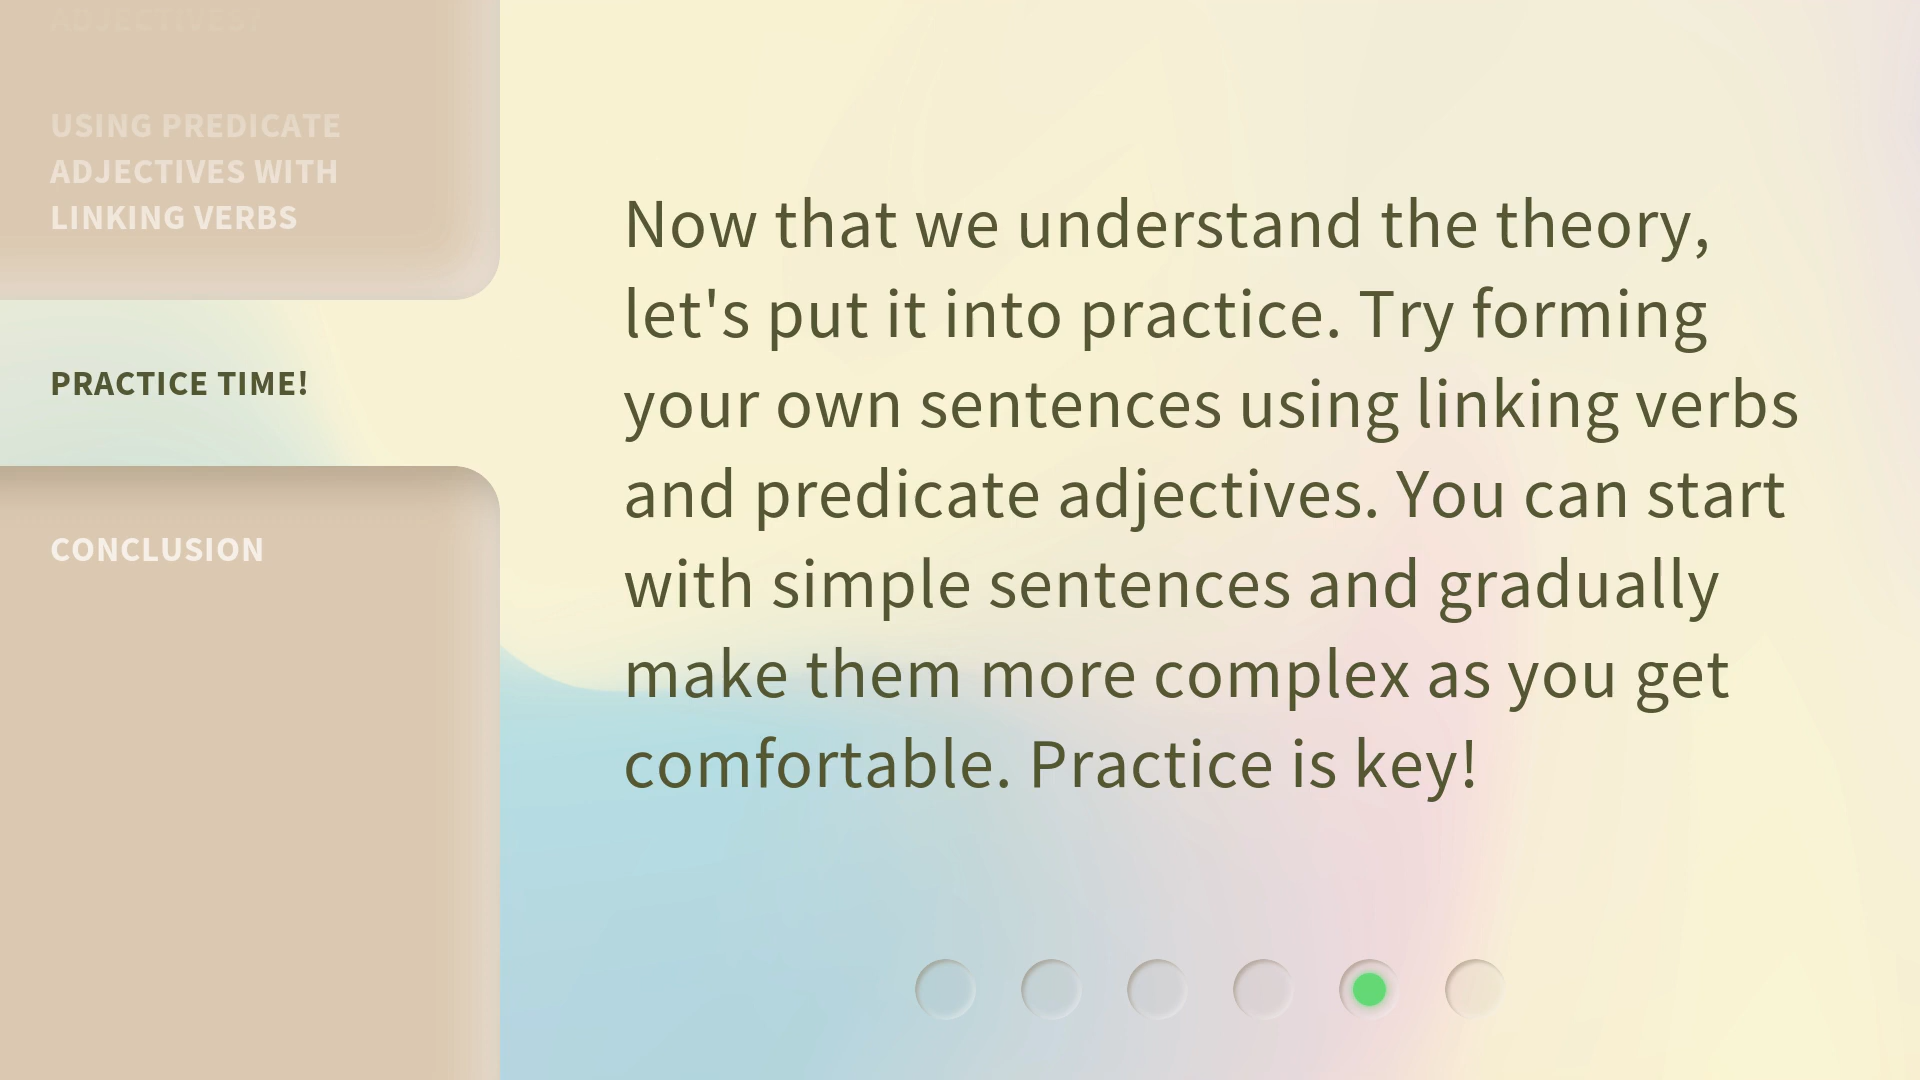 ADJECTIVES?
USING PREDICATE
ADJECTIVES WITH
LINKING VERBS
PRACTICE TIME!
CONCLUSION
Now that we understand the theory,
let's put it into practice. Try forming
your own sentences using linking verbs
and predicate adjectives. You can start
with simple sentences and gradually
make them more complex as you get
comfortable. Practice is key!